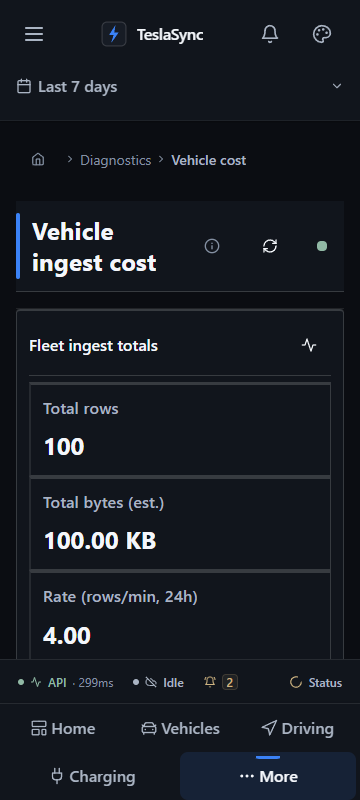 TeslaSync
Last 7 days
Diagnostics > Vehicle cost
Vehicle
ingest cost
Fleet ingest totals
Total rows
100
Total bytes (est.)
100.00 KB
Rate (rows/min, 24h)
4.00
API · 299ms Idle 2 Status
Home Vehicles Driving
Charging More